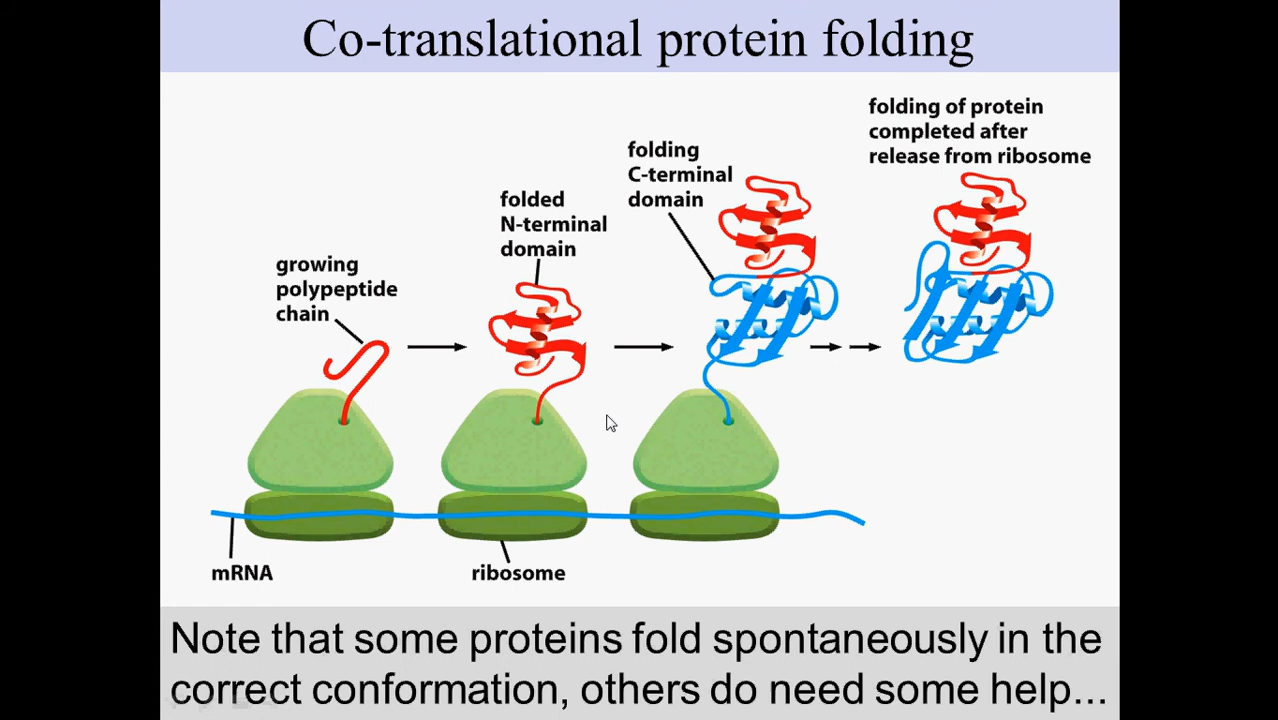 Co-translational protein folding
folding of protein
completed after
release from ribosome
folding
C-terminal
domain
folded
N-terminal
domain
growing
polypeptide
chain
mRNA
ribosome
Note that some proteins fold spontaneously in the
correct conformation, others do need some help...